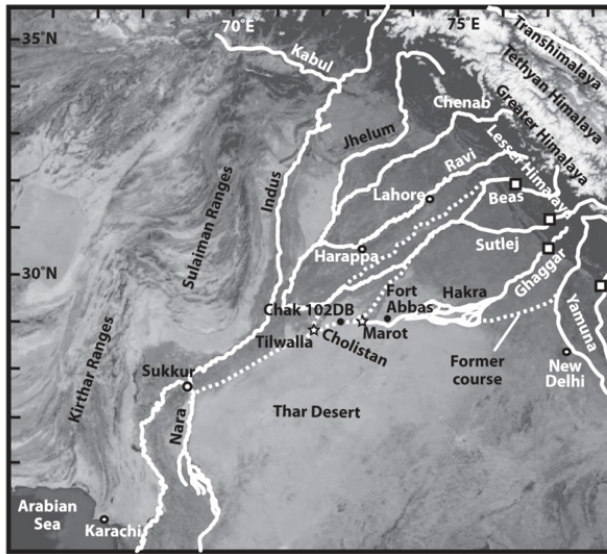 70°E
75°E
35°N
Kabul
Transhimalaya
Tethyan Himalaya
Greater Himalaya
Lesser Himalaya
Chenab
Jhelum
Ravi
Indus
Lahore
Beas
Sulaiman Ranges
Harappa
Sutlej
30°N
Ghaggar
Fort
Abbas
Hakra
Chak 102DB
Yamuna
Marot
Tilwalla
Cholistan
Former
course
Kirthar Ranges
Sukkur
New
Delhi
Nara
Thar Desert
Arabian
Sea
Karachi